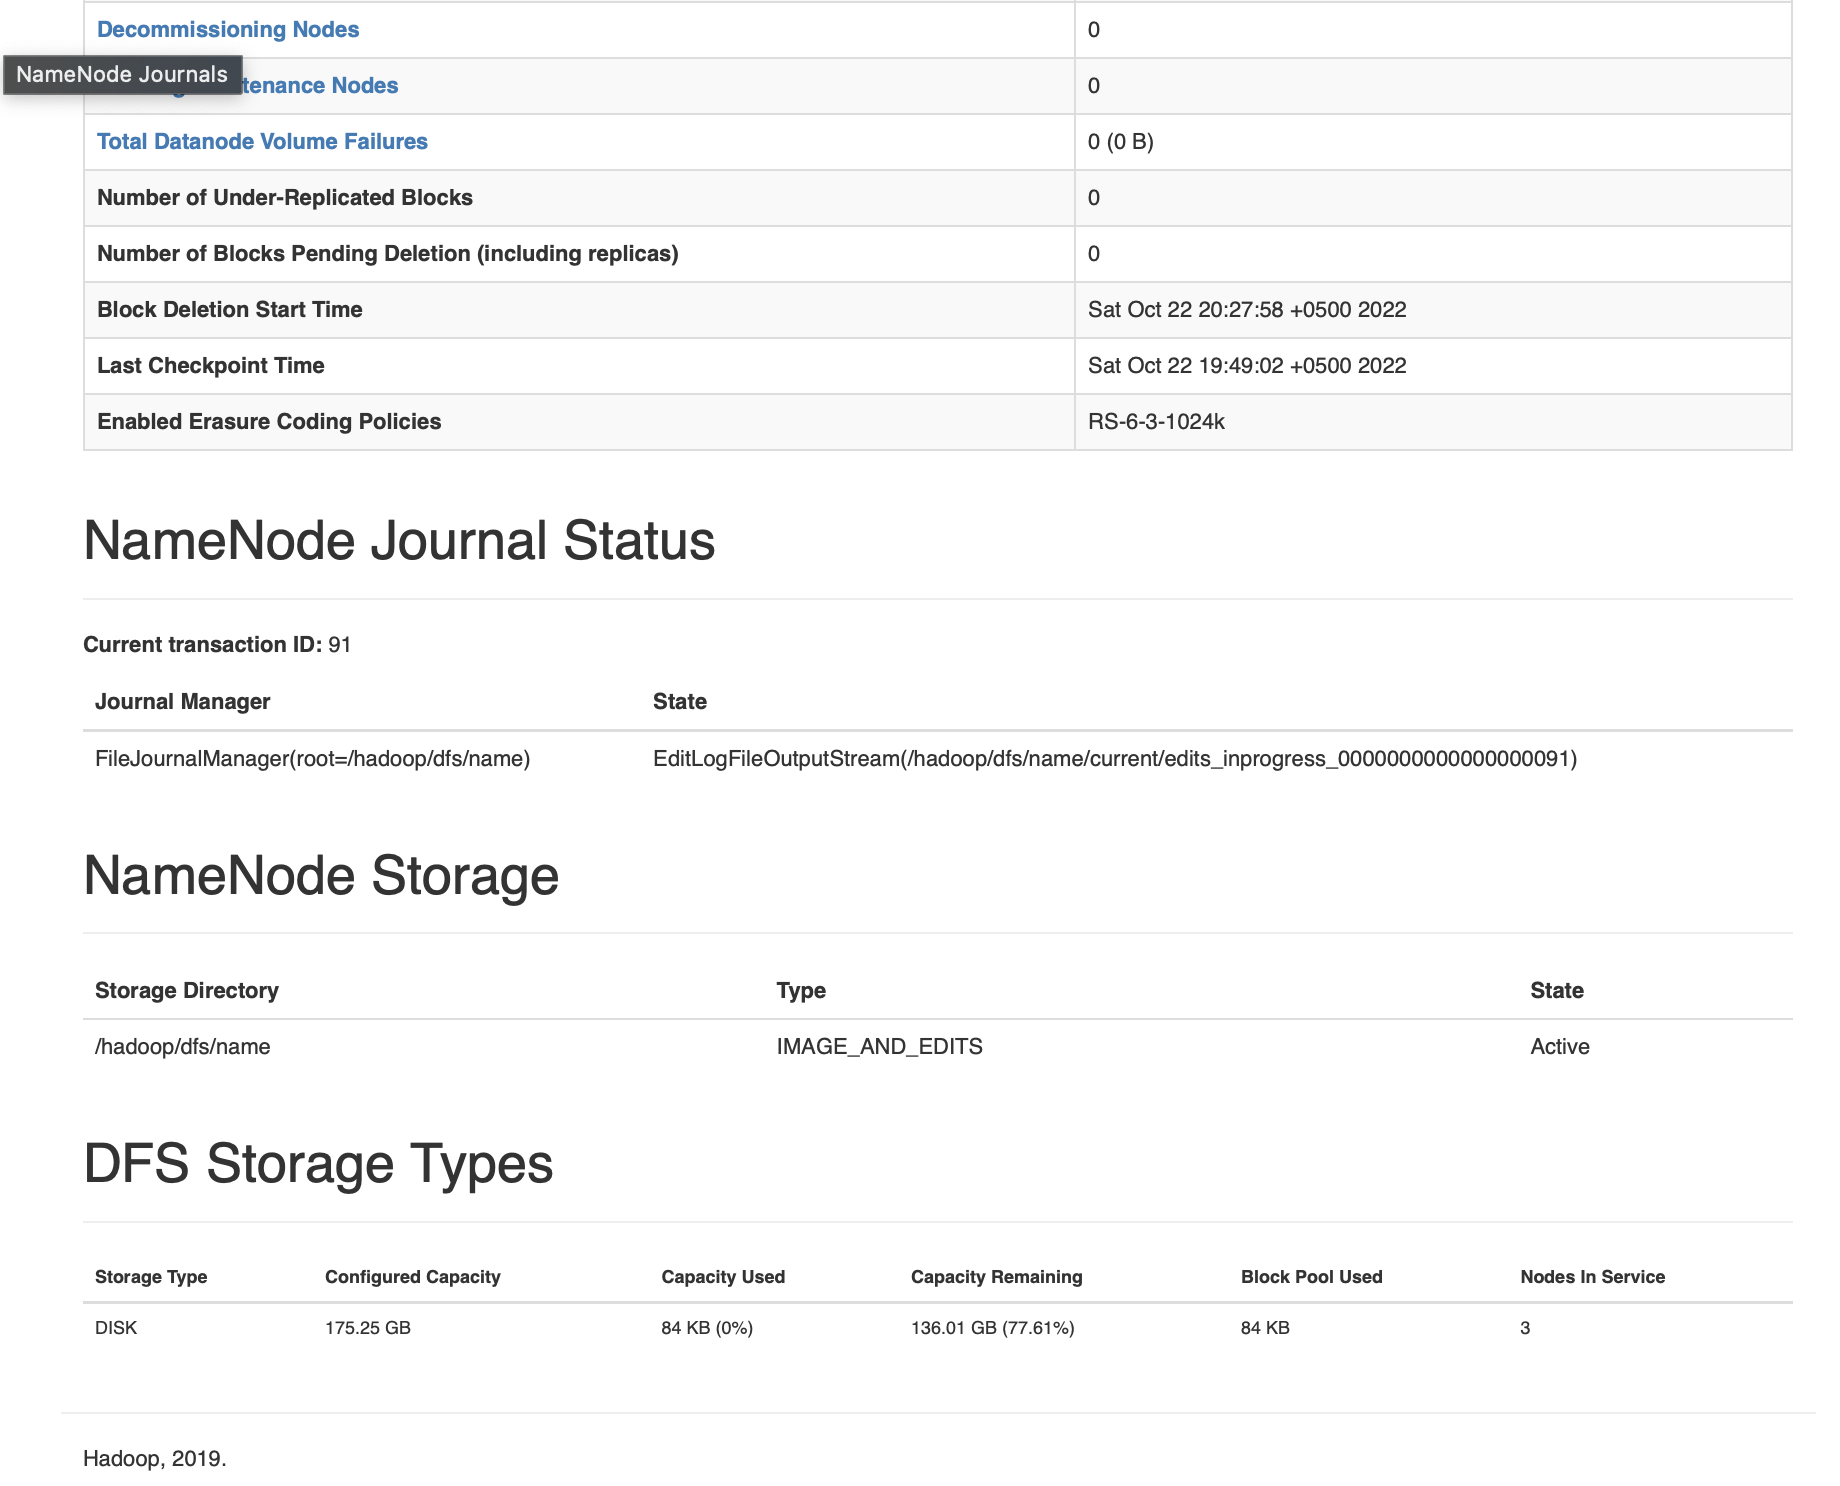 Decommissioning Nodes 0
NameNode Journals
tenance Nodes 0
Total Datanode Volume Failures 0 (0 B)
Number of Under-Replicated Blocks 0
Number of Blocks Pending Deletion (including replicas) 0
Block Deletion Start Time Sat Oct 22 20:27:58 +0500 2022
Last Checkpoint Time Sat Oct 22 19:49:02 +0500 2022
Enabled Erasure Coding Policies RS-6-3-1024k
NameNode Journal Status
Current transaction ID: 91
Journal Manager State
FileJournalManager(root=/hadoop/dfs/name) EditLogFileOutputStream(/hadoop/dfs/name/current/edits_inprogress_0000000000000000091)
NameNode Storage
Storage Directory Type State
/hadoop/dfs/name IMAGE_AND_EDITS Active
DFS Storage Types
Storage Type Configured Capacity Capacity Used Capacity Remaining Block Pool Used Nodes In Service
DISK 175.25 GB 84 KB (0%) 136.01 GB (77.61%) 84 KB 3
Hadoop, 2019.